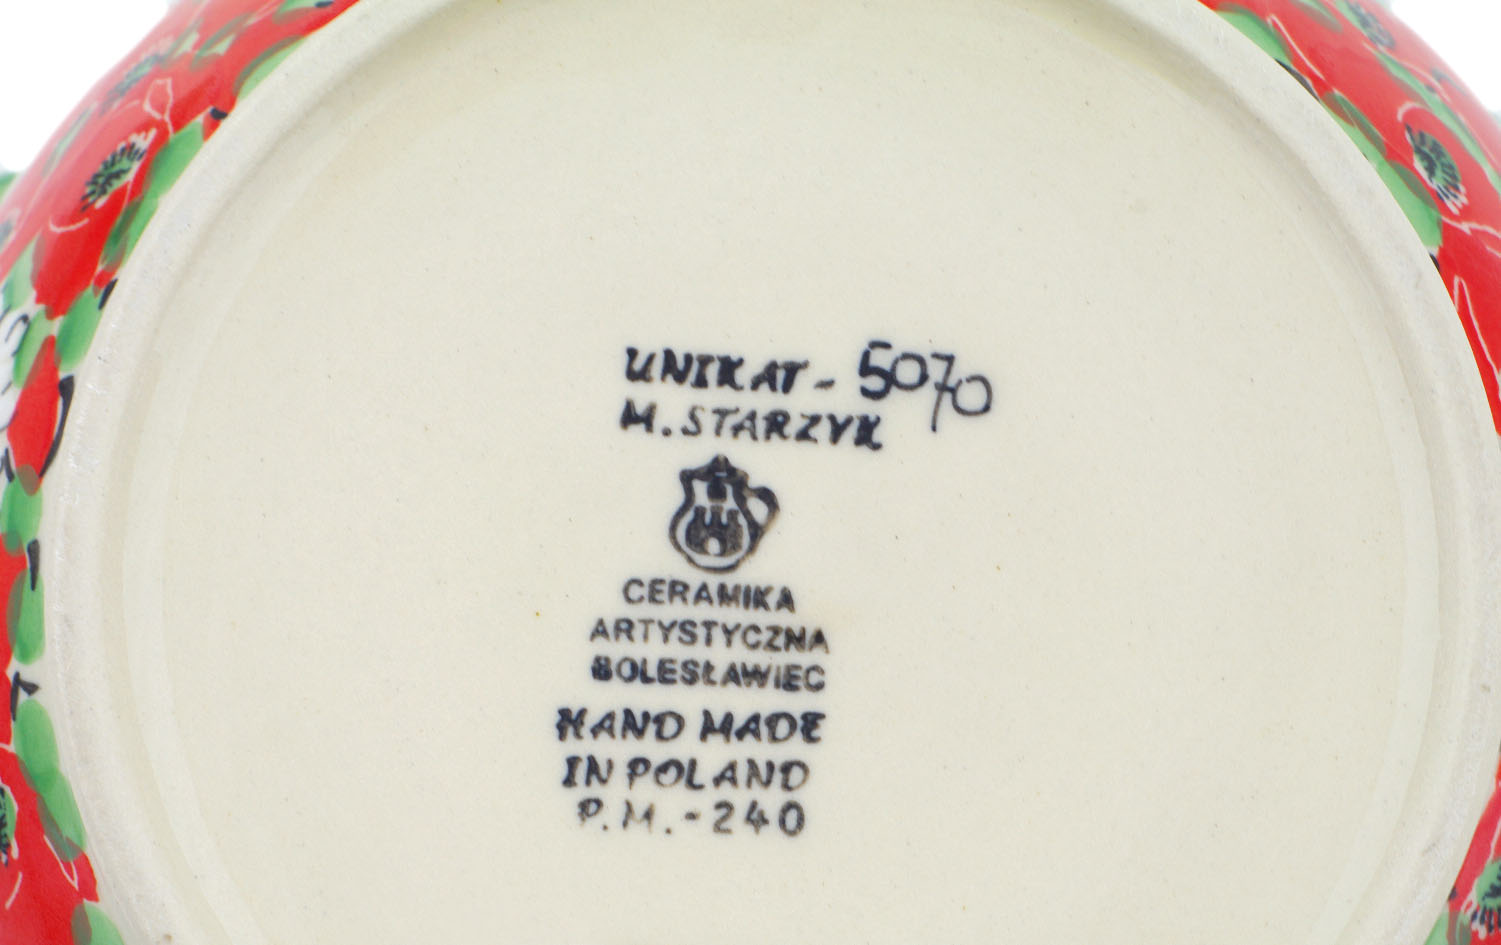 UNIKAT - 5070
M. STARZYK
CERAMIKA
ARTYSTYCZNA
BOLESŁAWIEC
HAND MADE
IN POLAND
P.M.-240